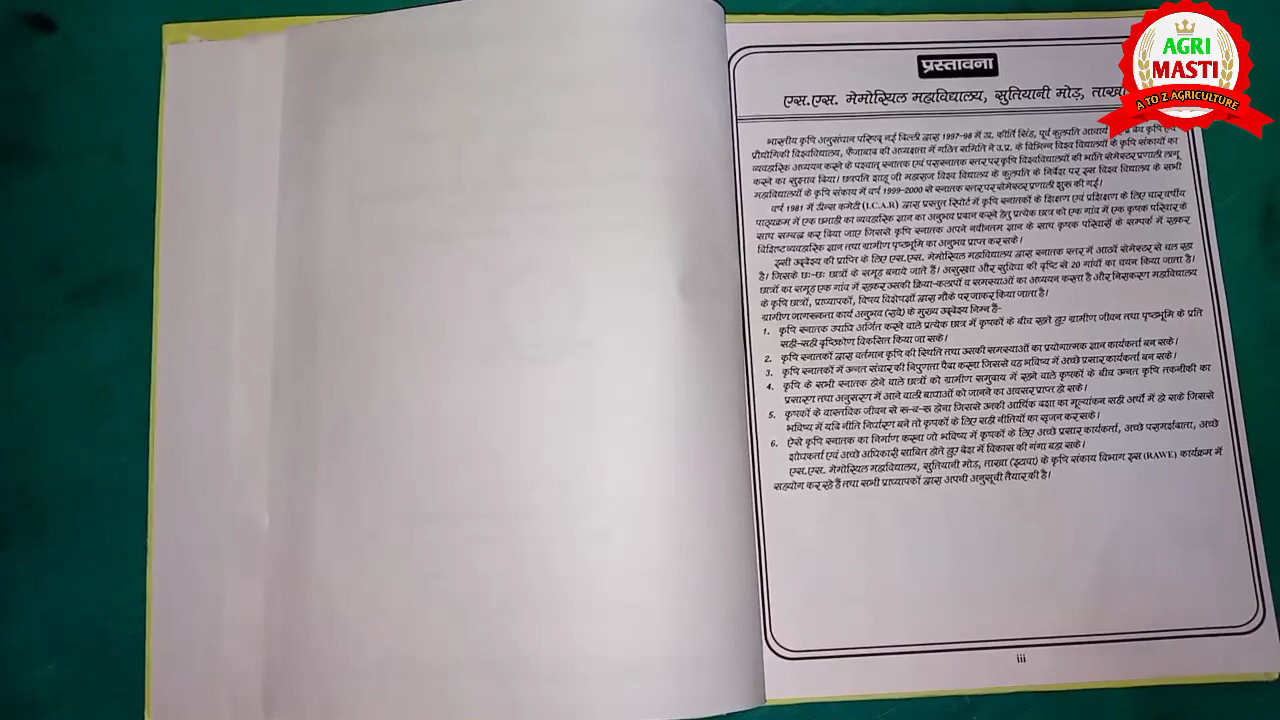 AGRI
MASTI
A TO Z AGRICULTURE
प्रस्तावना
एस.एस. मेमोरियल महाविद्यालय, सुतियानी मोड़, ताखा
भारतीय कृषि अनुसंधान परिषद् नई दिल्ली द्वारा 1997-98 में डा. कीर्ति सिंह, पूर्व कुलपति आचार्य देव कृषि एवं
प्रौद्योगिकी विश्वविद्यालय, फैजाबाद की अध्यक्षता में गठित समिति ने उ.प्र. के विभिन्न विश्व विद्यालयों के कृषि संकायों का
व्यवहारिक अध्ययन करने के पश्चात् स्नातक एवं परास्नातक स्तर पर कृषि विश्वविद्यालयों की भाँति सेमेस्टर प्रणाली लागू
करने का सुझाव दिया। छत्रपति शाहू जी महाराज विश्व विद्यालय के कुलपति के निर्देश पर इस विश्व विद्यालय के सभी
महाविद्यालयों के कृषि संकाय में वर्ष 1999-2000 से स्नातक स्तर पर सेमेस्टर प्रणाली शुरू की गई।
वर्ष 1981 में डीन्स कमेटी (I.C.A.R) द्वारा प्रस्तुत रिपोर्ट में कृषि स्नातकों के शिक्षण एवं प्रशिक्षण के लिए चार वर्षीय
पाठ्यक्रम में एक छमाही का व्यवहारिक ज्ञान का अनुभव प्रदान करने हेतु प्रत्येक छात्र को एक गांव में एक कृषक परिवार के
साथ सम्बद्ध कर दिया जाए जिससे कृषि स्नातक अपने नवीनतम ज्ञान के साथ कृषक परिवारों के सम्पर्क में रहकर
विशिष्ट व्यवहारिक ज्ञान तथा ग्रामीण पृष्ठभूमि का अनुभव प्राप्त कर सके।
इसी उद्देश्य की प्राप्ति के लिए एस.एस. मेमोरियल महाविद्यालय द्वारा स्नातक स्तर में आठवें सेमेस्टर से चल रहा
है। जिसके छः-छः छात्रों के समूह बनाये जाते हैं। असुरक्षा और सुविधा की दृष्टि से 20 गांवों का चयन किया जाता है।
छात्रों का समूह एक गांव में रहकर उसकी क्रिया-कलापों व समस्याओं का अध्ययन करता है और निराकरण महाविद्यालय
के कृषि छात्रों, प्राध्यापकों, विषय विशेषज्ञों द्वारा मौके पर जाकर किया जाता है।
ग्रामीण जागरूकता कार्य अनुभव (रावे) के मुख्य उद्देश्य निम्न हैं-
1. कृषि स्नातक उपाधि अर्जित करने वाले प्रत्येक छात्र में कृषकों के बीच रहते हुए ग्रामीण जीवन तथा पृष्ठभूमि के प्रति
सही-सही दृष्टिकोण विकसित किया जा सके।
2. कृषि स्नातकों द्वारा वर्तमान कृषि की स्थिति तथा उसकी समस्याओं का प्रयोगात्मक ज्ञान कार्यकर्ता बन सके।
3. कृषि स्नातकों में उन्नत संचार की निपुणता पैदा करना जिससे वह भविष्य में अच्छे प्रसार कार्यकर्ता बन सके।
4. कृषि के सभी स्नातक होने वाले छात्रों को ग्रामीण समुदाय में रहने वाले कृषकों के बीच उन्नत कृषि तकनीकी का
प्रसारण तथा अनुसरण में आने वाली बाधाओं को जानने का अवसर प्राप्त हो सके।
5. कृषकों के वास्तविक जीवन से रू-ब-रू होना जिससे उनकी आर्थिक दशा का मूल्यांकन सही अर्थों में हो सके जिससे
भविष्य में यदि नीति निर्धारण बने तो कृषकों के लिए सही नीतियों का सृजन कर सके।
6. ऐसे कृषि स्नातक का निर्माण करना जो भविष्य में कृषकों के लिए अच्छे प्रसार कार्यकर्ता, अच्छे परामर्शदाता, अच्छे
शोधकर्ता एवं अच्छे अधिकारी साबित होते हुए देश में विकास की गंगा बहा सके।
एस.एस. मेमोरियल महाविद्यालय, सुतियानी मोड़, ताखा (इटावा) के कृषि संकाय विभाग इस (RAWE) कार्यक्रम में
सहयोग कर रहे हैं तथा सभी प्राध्यापकों द्वारा अपनी अनुसूची तैयार की है।
iii